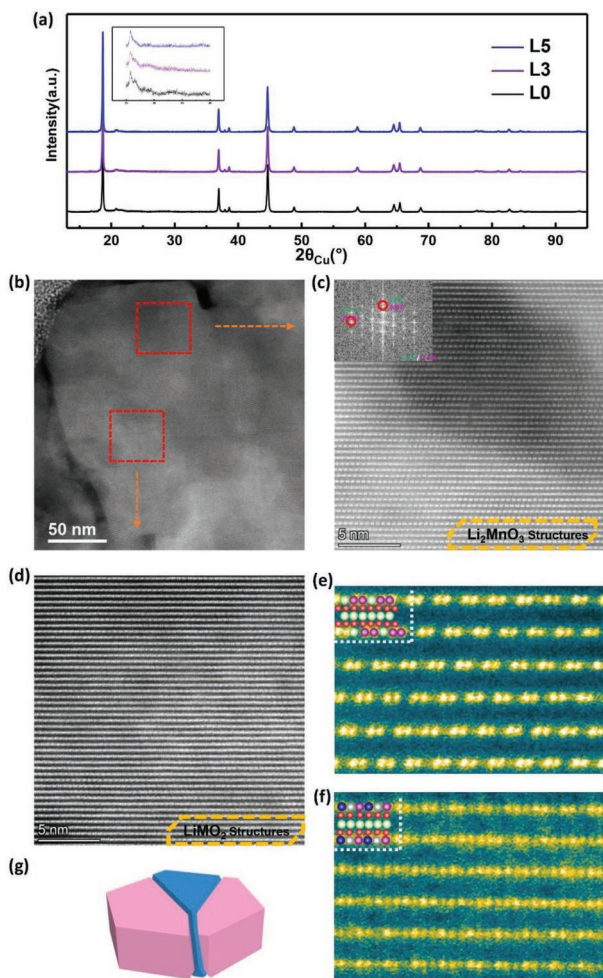 (a)
L5
L3
L0
Intensity(a.u.)
20 30 40 50 60 70 80 90
2θCu(°)
(b)
50 nm
(c)
5 nm
Li₂MnO₃ Structures
(d)
5 nm
LiMO₂ Structures
(e)
(f)
(g)